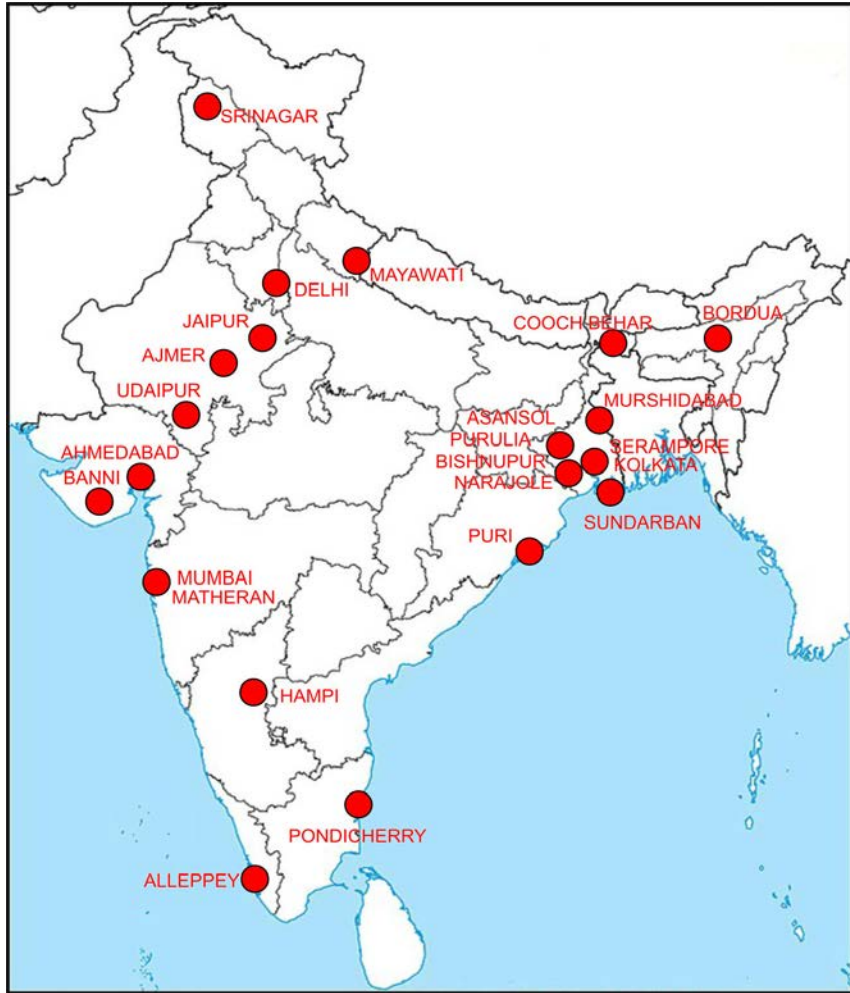 SRINAGAR
MAYAWATI
DELHI
JAIPUR
COOCH BEHAR
BORDUA
AJMER
UDAIPUR
MURSHIDABAD
ASANSOL
PURULIA
BISHNUPUR
NARAJOLE
SERAMPORE
KOLKATA
AHMEDABAD
BANNI
SUNDARBAN
PURI
MUMBAI
MATHERAN
HAMPI
PONDICHERRY
ALLEPPEY